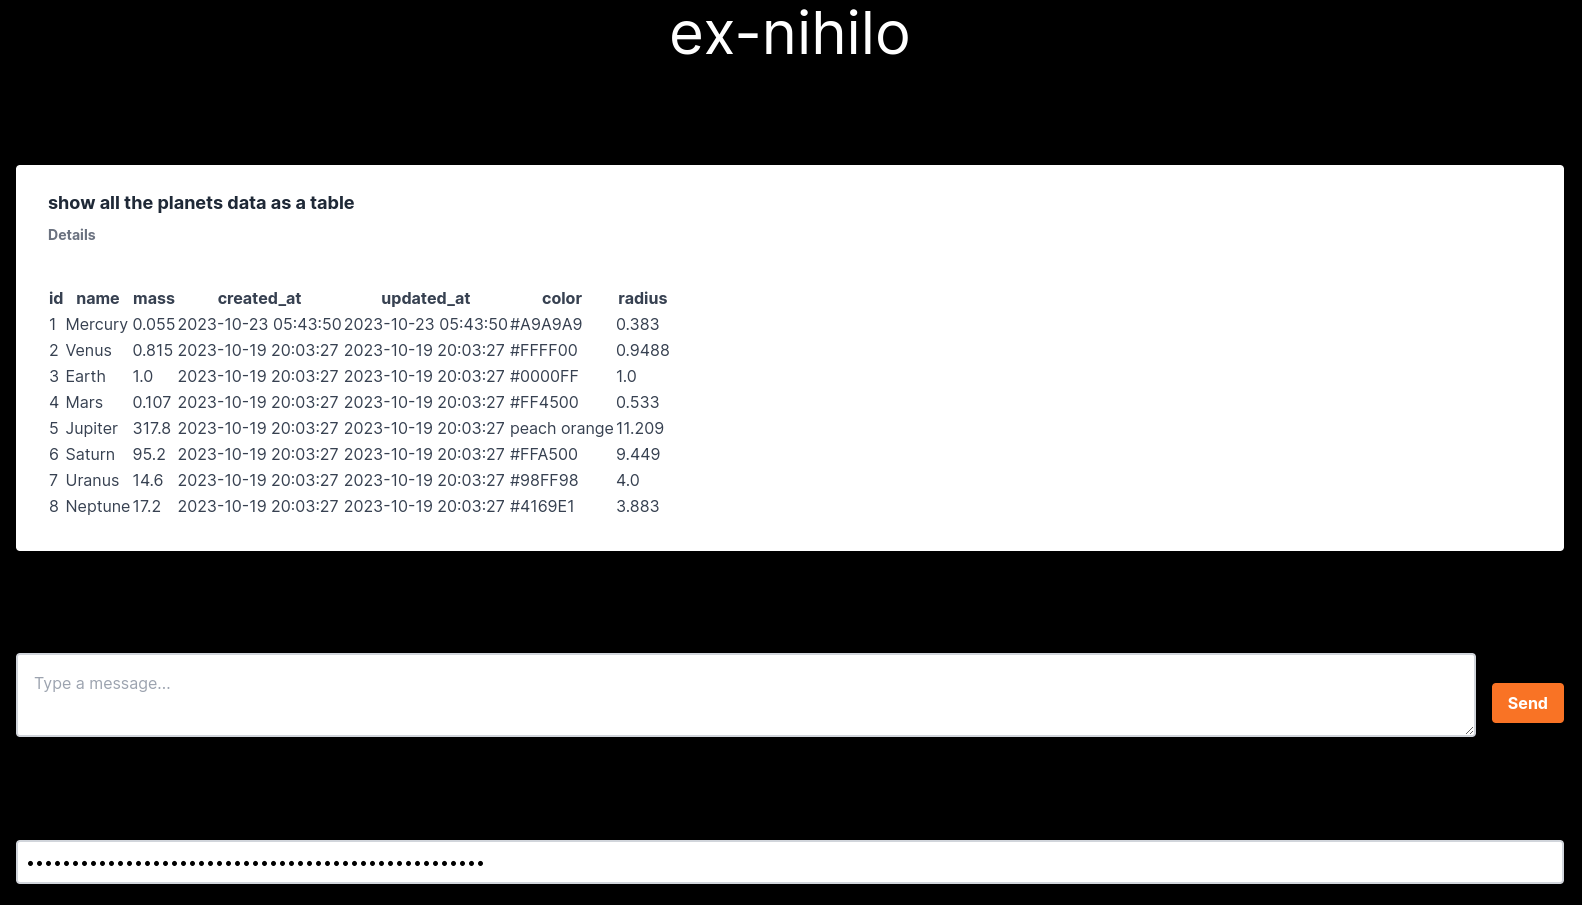 ex-nihilo
show all the planets data as a table
Details
id name mass created_at updated_at color radius
1 Mercury 0.055 2023-10-23 05:43:50 2023-10-23 05:43:50 #A9A9A9 0.383
2 Venus 0.815 2023-10-19 20:03:27 2023-10-19 20:03:27 #FFFF00 0.9488
3 Earth 1.0 2023-10-19 20:03:27 2023-10-19 20:03:27 #0000FF 1.0
4 Mars 0.107 2023-10-19 20:03:27 2023-10-19 20:03:27 #FF4500 0.533
5 Jupiter 317.8 2023-10-19 20:03:27 2023-10-19 20:03:27 peach orange 11.209
6 Saturn 95.2 2023-10-19 20:03:27 2023-10-19 20:03:27 #FFA500 9.449
7 Uranus 14.6 2023-10-19 20:03:27 2023-10-19 20:03:27 #98FF98 4.0
8 Neptune 17.2 2023-10-19 20:03:27 2023-10-19 20:03:27 #4169E1 3.883
Type a message...
Send